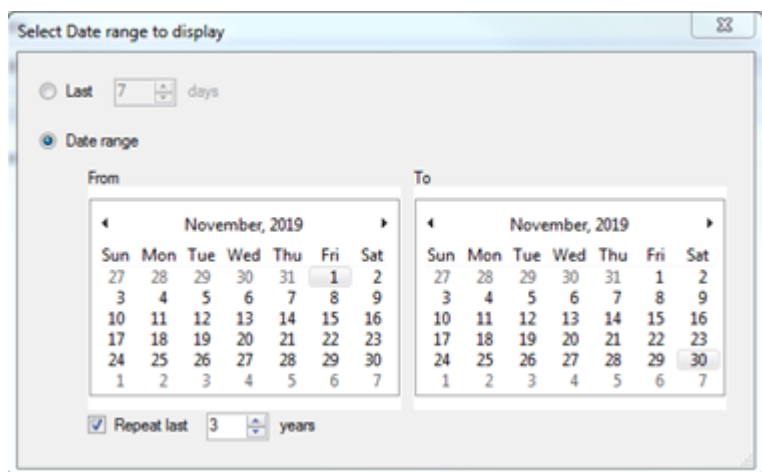 Select Date range to display
Last 7 days
Date range
From To
November, 2019 November, 2019
Sun Mon Tue Wed Thu Fri Sat Sun Mon Tue Wed Thu Fri Sat
27 28 29 30 31 1 2 27 28 29 30 31 1 2
3 4 5 6 7 8 9 3 4 5 6 7 8 9
10 11 12 13 14 15 16 10 11 12 13 14 15 16
17 18 19 20 21 22 23 17 18 19 20 21 22 23
24 25 26 27 28 29 30 24 25 26 27 28 29 30
1 2 3 4 5 6 7 1 2 3 4 5 6 7
Repeat last 3 years